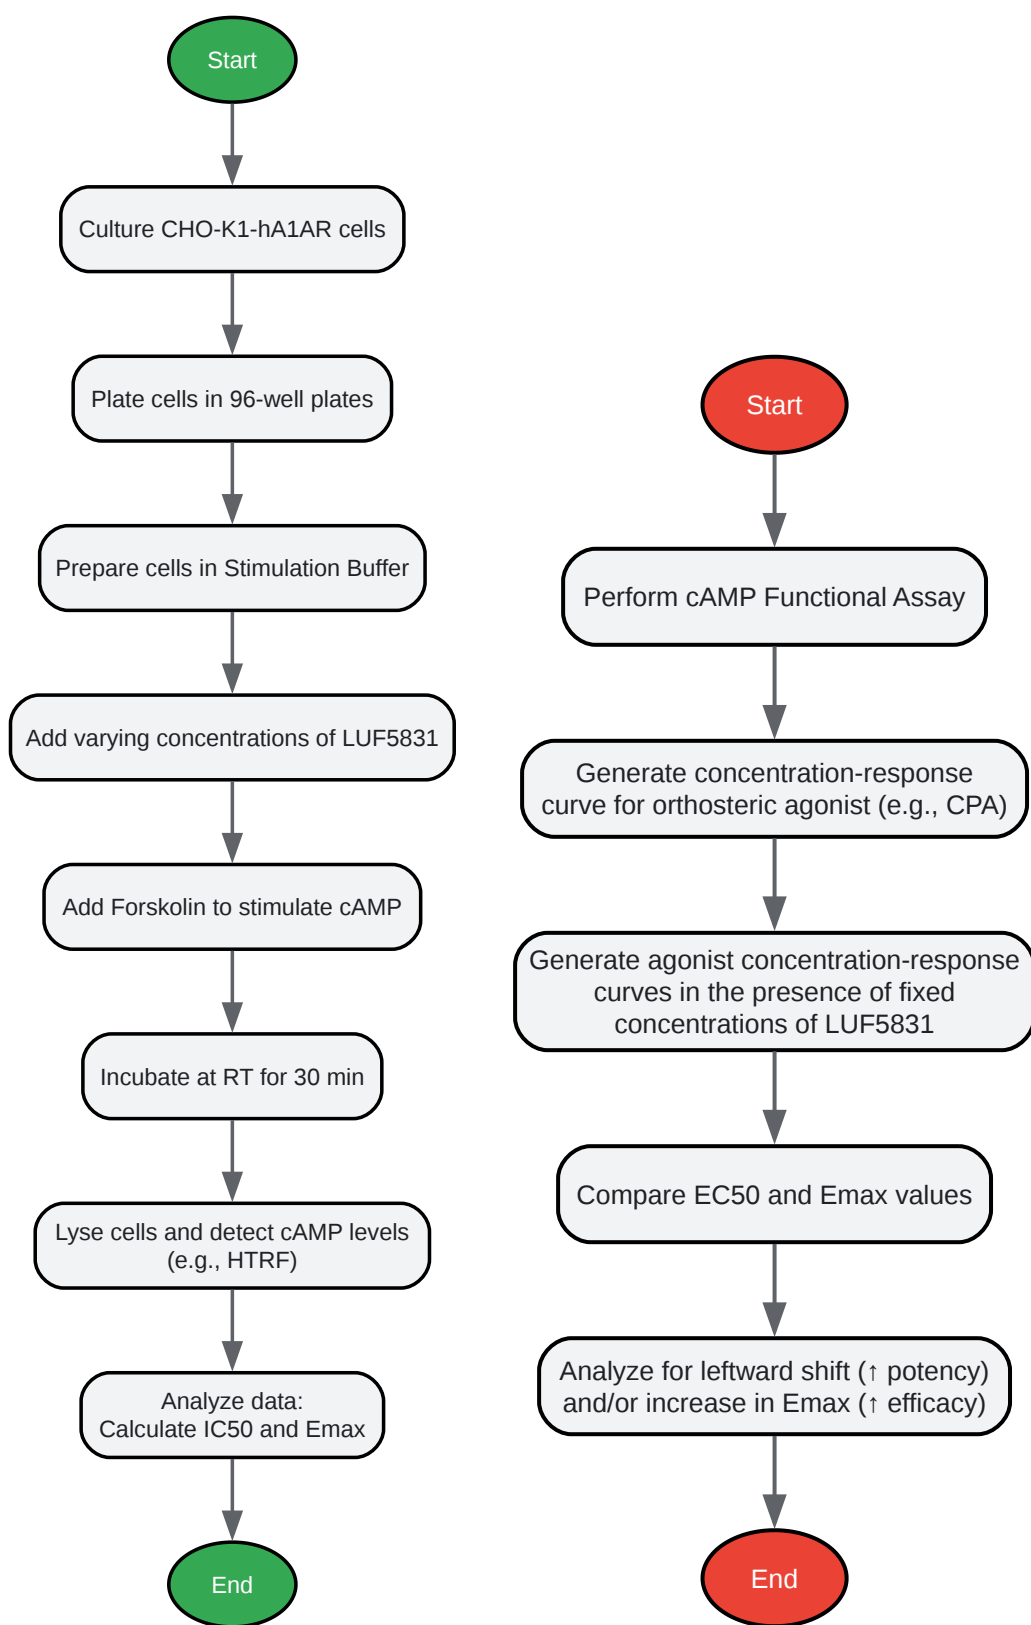 Start
Culture CHO-K1-hA1AR cells
Plate cells in 96-well plates
Prepare cells in Stimulation Buffer
Add varying concentrations of LUF5831
Add Forskolin to stimulate cAMP
Incubate at RT for 30 min
Lyse cells and detect cAMP levels
(e.g., HTRF)
Analyze data:
Calculate IC50 and Emax
End
Start
Perform cAMP Functional Assay
Generate concentration-response
curve for orthosteric agonist (e.g., CPA)
Generate agonist concentration-response
curves in the presence of fixed
concentrations of LUF5831
Compare EC50 and Emax values
Analyze for leftward shift (↑ potency)
and/or increase in Emax (↑ efficacy)
End